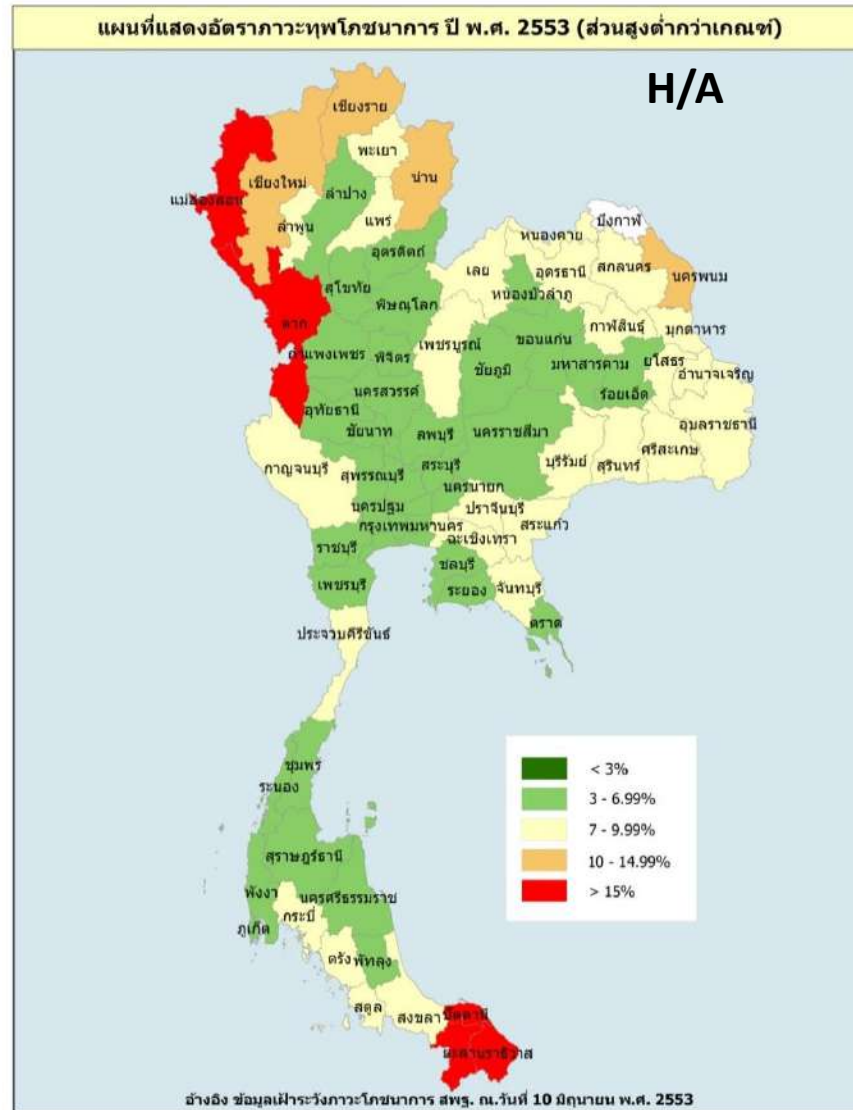 แผนที่แสดงอัตราภาวะทุพโภชนาการ ปี พ.ศ. 2553 (ส่วนสูงต่ำกว่าเกณฑ์)
H/A
เชียงราย
พะเยา
น่าน
เชียงใหม่
แม่ฮ่องสอน
ลำปาง
ลำพูน
แพร่
อุตรดิตถ์
บึงกาฬ
หนองคาย
เลย
อุดรธานี
สกลนคร
นครพนม
สุโขทัย
หนองบัวลำภู
พิษณุโลก
ตาก
กาฬสินธุ์
มุกดาหาร
เพชรบูรณ์
ขอนแก่น
กำแพงเพชร
พิจิตร
ชัยภูมิ
มหาสารคาม
ยโสธร
อำนาจเจริญ
ร้อยเอ็ด
นครสวรรค์
อุทัยธานี
อุบลราชธานี
ชัยนาท
ลพบุรี
นครราชสีมา
ศรีสะเกษ
บุรีรัมย์
สุรินทร์
กาญจนบุรี
สุพรรณบุรี
สระบุรี
นครนายก
นครปฐม
ปราจีนบุรี
กรุงเทพมหานคร
สระแก้ว
ฉะเชิงเทรา
ราชบุรี
ชลบุรี
เพชรบุรี
ระยอง
จันทบุรี
ตราด
ประจวบคีรีขันธ์
ชุมพร
ระนอง
< 3%
3 - 6.99%
7 - 9.99%
10 - 14.99%
> 15%
สุราษฎร์ธานี
พังงา
นครศรีธรรมราช
กระบี่
ภูเก็ต
ตรัง
พัทลุง
สตูล
สงขลา
ปัตตานี
ยะลา
นราธิวาส
อ้างอิง ข้อมูลเฝ้าระวังภาวะโภชนาการ สพฐ. ณ.วันที่ 10 มิถุนายน พ.ศ. 2553